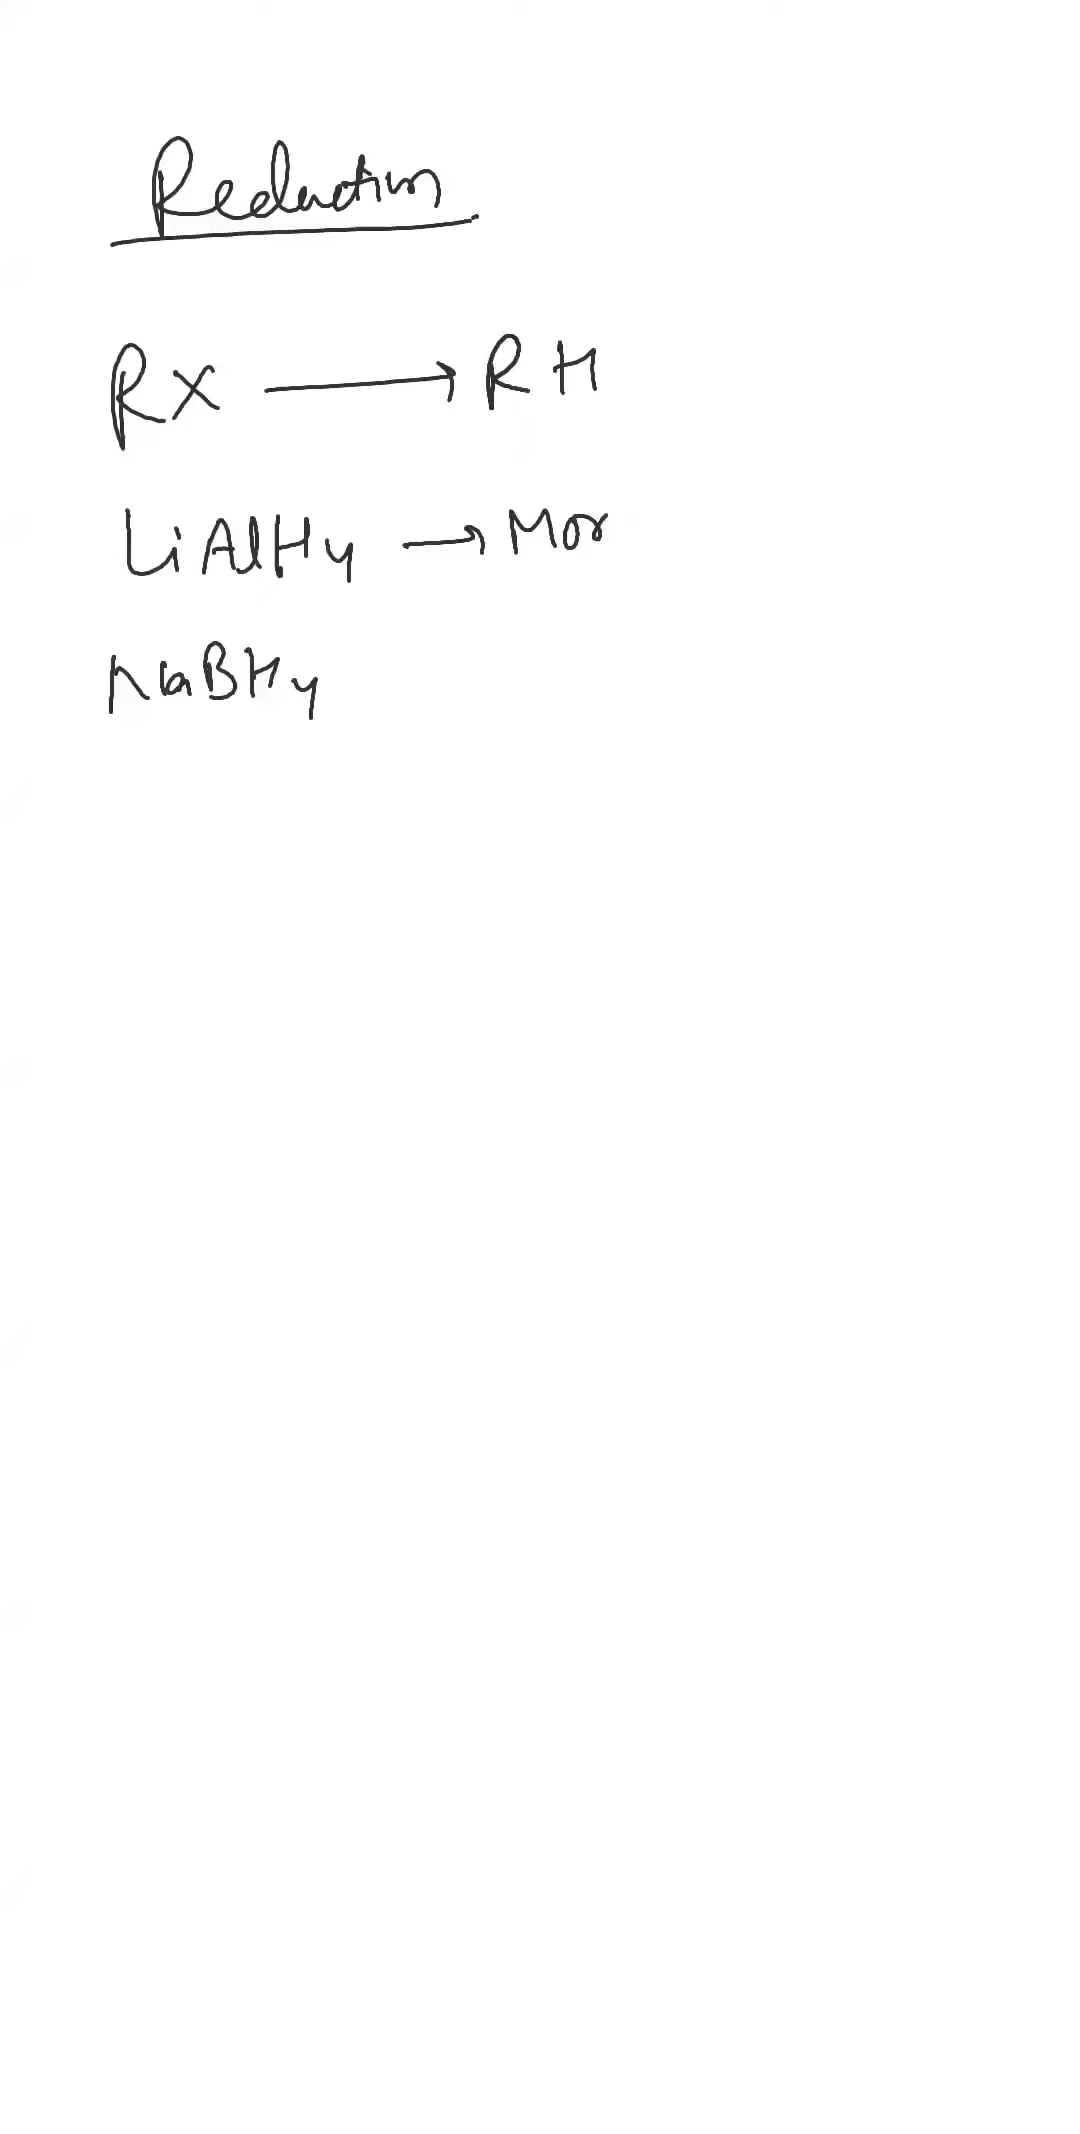 Reduction
RX → RH
LiAlH4 → Mor
NaBH4